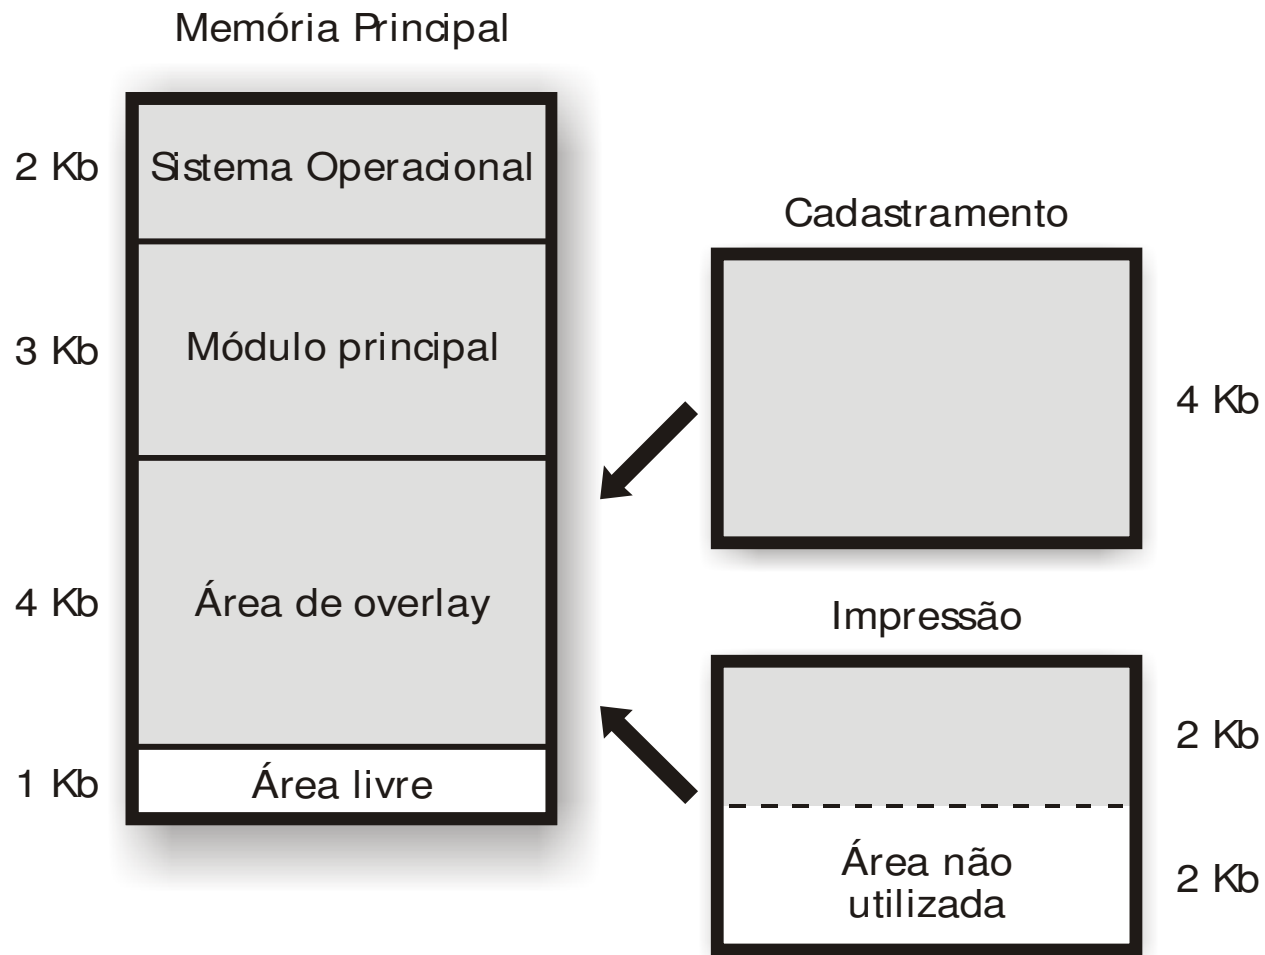 Memória Principal
2 Kb
Sistema Operacional
3 Kb
Módulo principal
4 Kb
Área de overlay
1 Kb
Área livre
Cadastramento
4 Kb
Impressão
2 Kb
Área não
utilizada
2 Kb